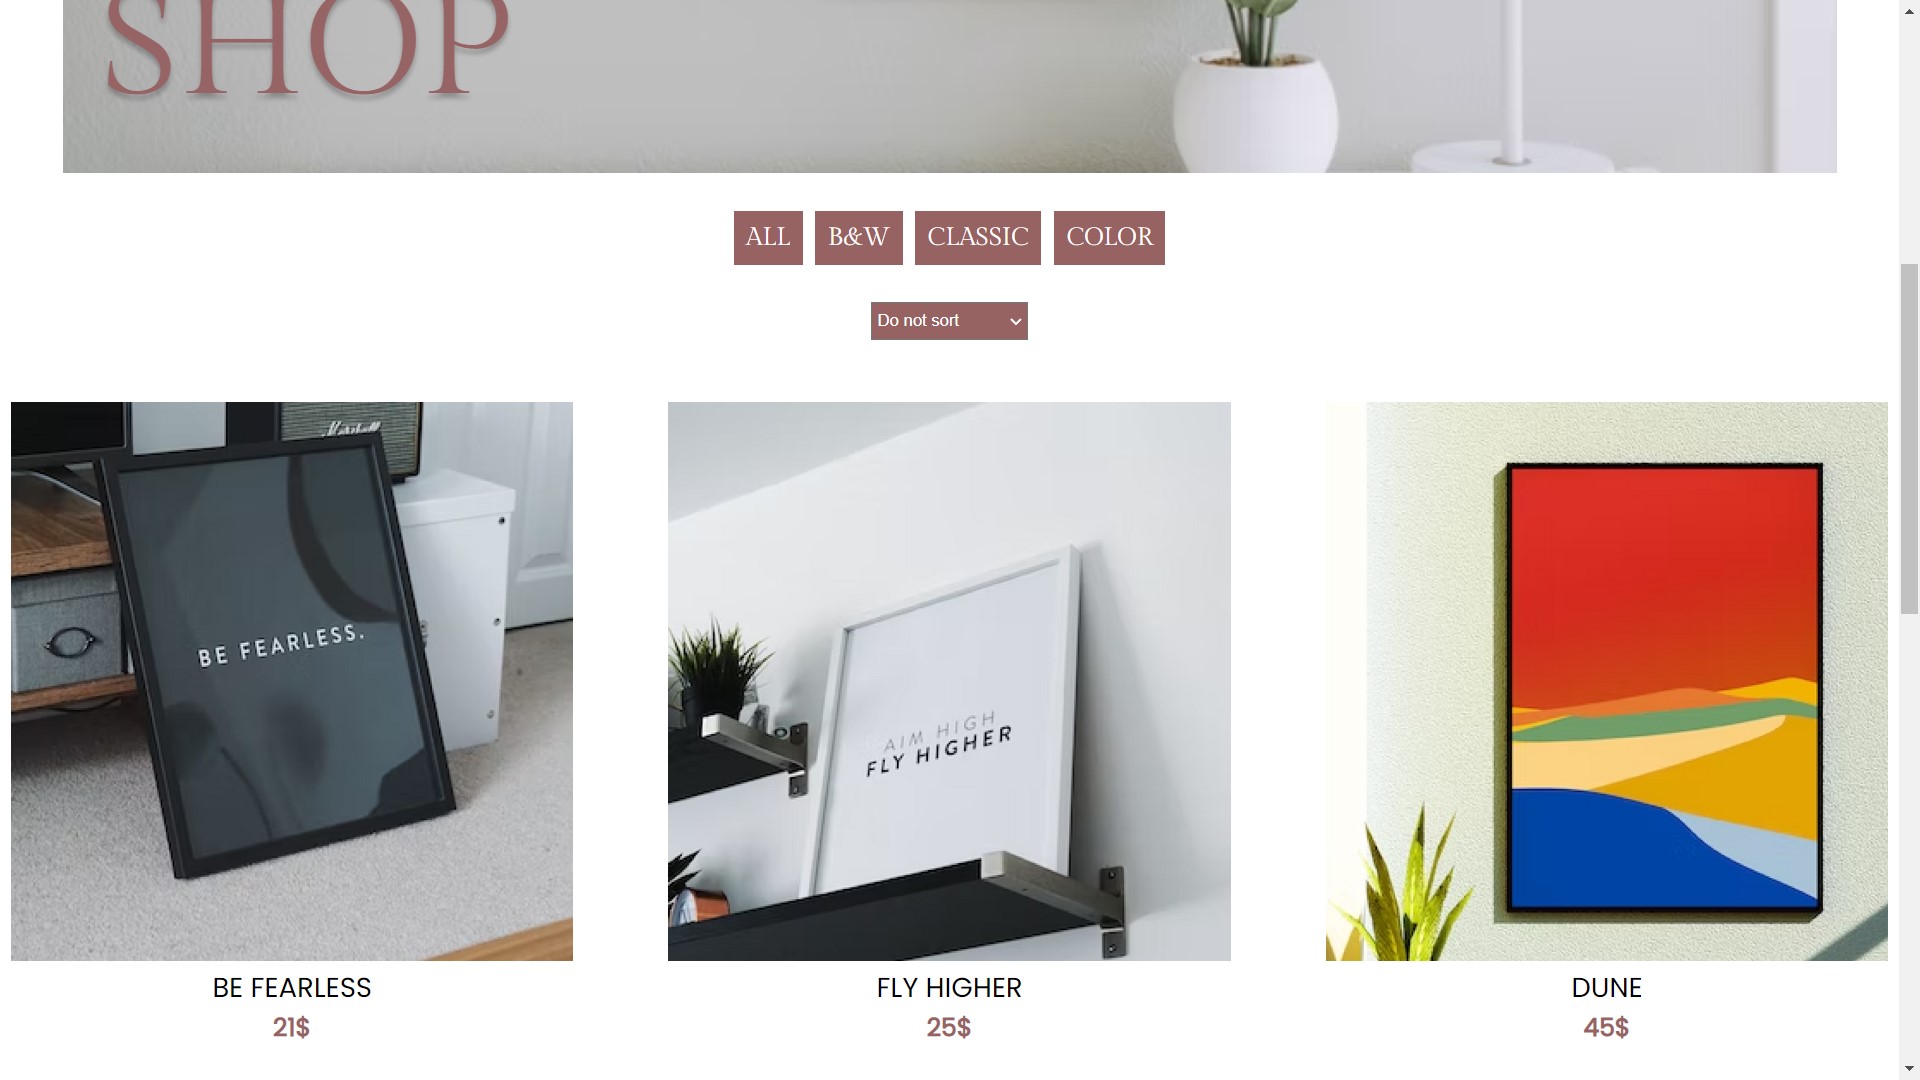 SHOP
ALL
B&W
CLASSIC
COLOR
Do not sort
Marshall
BE FEARLESS.
AIM HIGH
FLY HIGHER
BE FEARLESS
21$
FLY HIGHER
25$
DUNE
45$